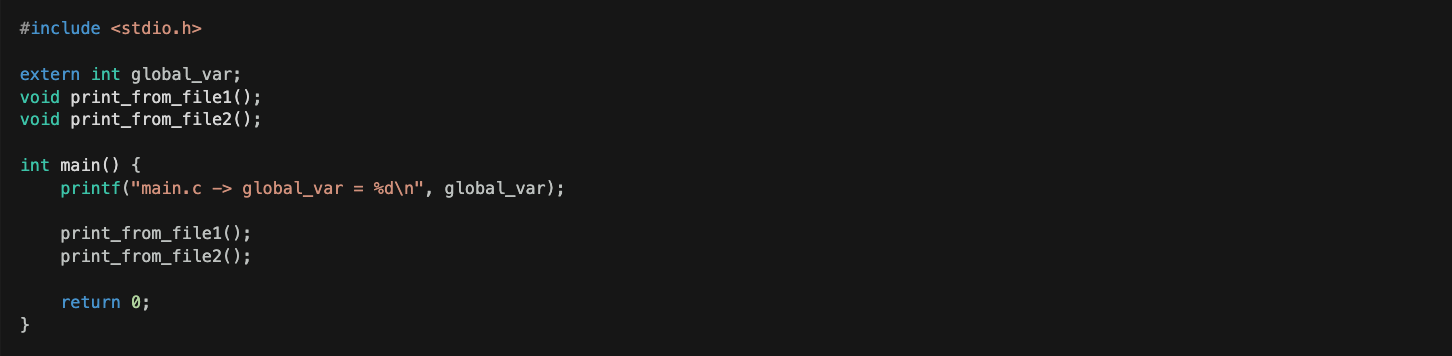 #include <stdio.h>

extern int global_var;
void print_from_file1();
void print_from_file2();

int main() {
    printf("main.c -> global_var = %d\n", global_var);

    print_from_file1();
    print_from_file2();

    return 0;
}